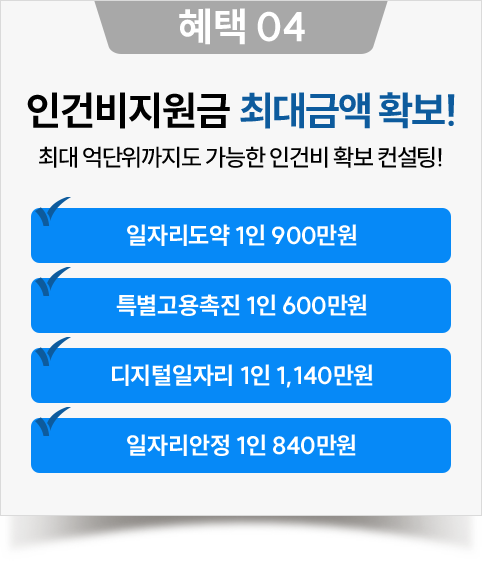 혜택 04
인건비지원금 최대금액 확보!
최대 억단위까지도 가능한 인건비 확보 컨설팅!
일자리도약 1인 900만원
특별고용촉진 1인 600만원
디지털일자리 1인 1,140만원
일자리안정 1인 840만원